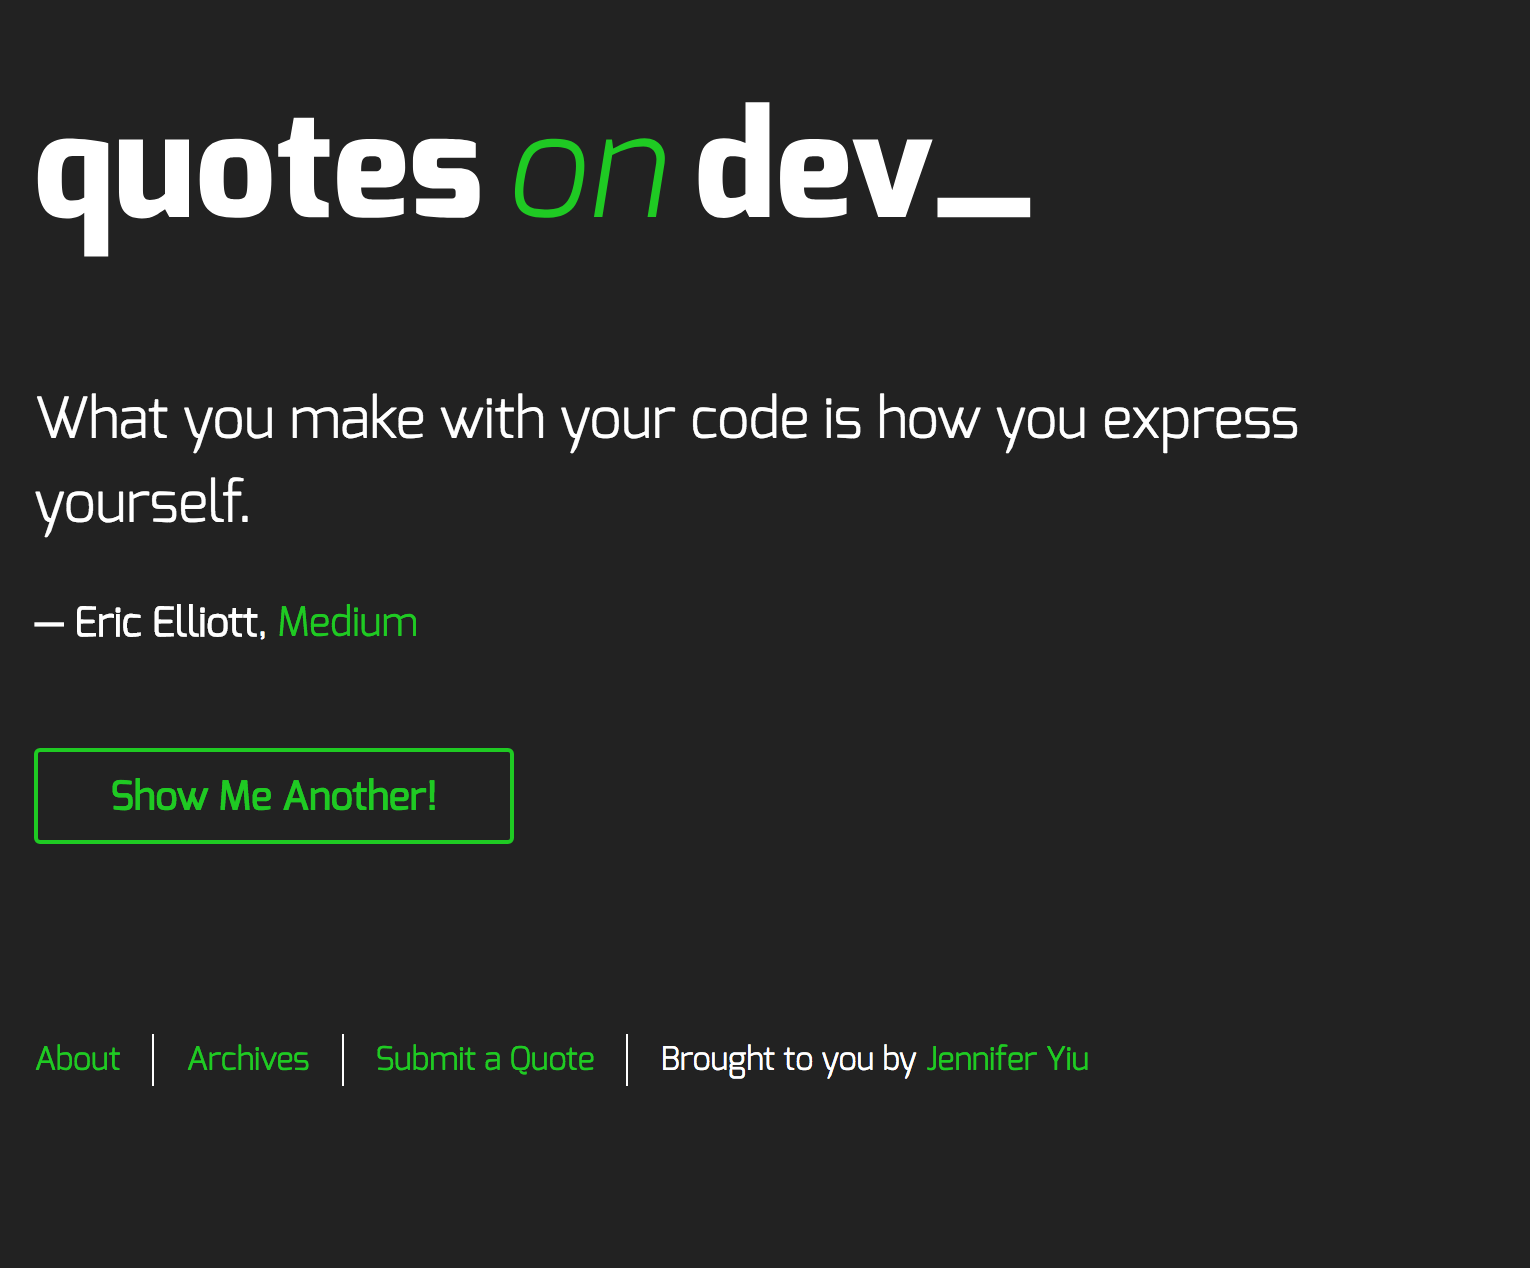 quotes on dev_
What you make with your code is how you express
yourself.
— Eric Elliott, Medium
Show Me Another!
About
Archives
Submit a Quote
Brought to you by Jennifer Yiu